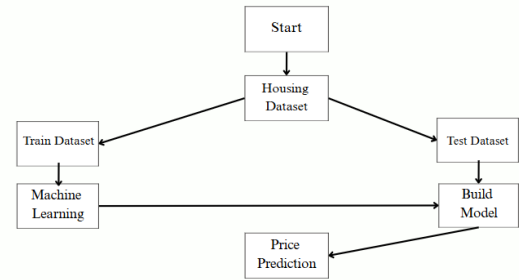 Start
Housing
Dataset
Train Dataset
Test Dataset
Machine
Learning
Build
Model
Price
Prediction